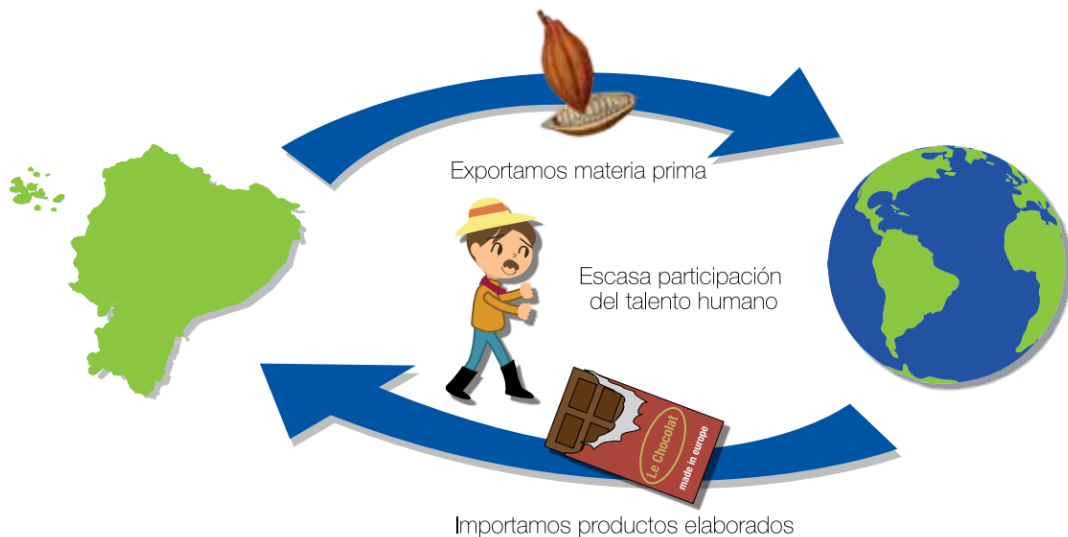 Exportamos materia prima
Escasa participación
del talento humano
Le Chocolat
made in europe
Importamos productos elaborados